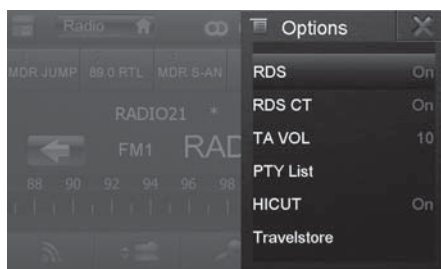 Radio
Options
MDR JUMP 89.0 RTL MDR S-AN
RDS On
RDS CT On
RADIO21 *
TA VOL 10
FM1 RAD
PTY List
88 90 92 94 96 98
HICUT On
Travelstore